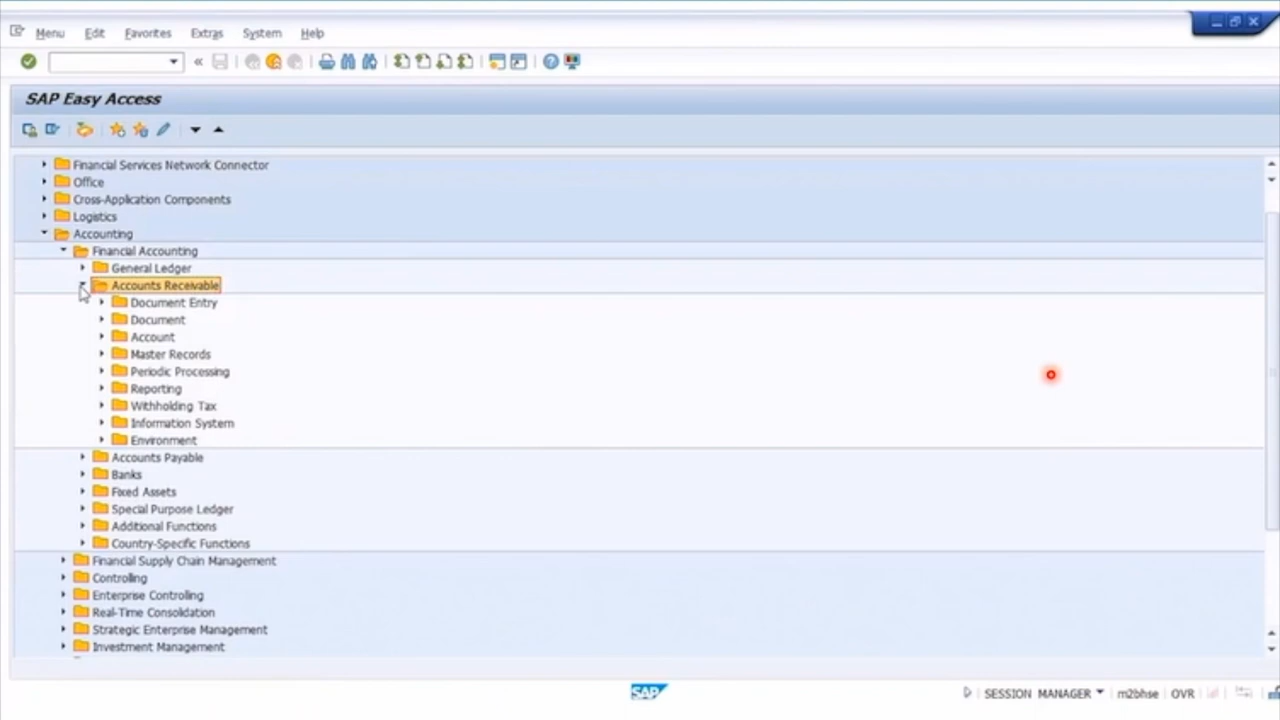 Menu Edit Favorites Extras System Help
SAP Easy Access
Financial Services Network Connector
Office
Cross-Application Components
Logistics
Accounting
Financial Accounting
General Ledger
Accounts Receivable
Document Entry
Document
Account
Master Records
Periodic Processing
Reporting
Withholding Tax
Information System
Environment
Accounts Payable
Banks
Fixed Assets
Special Purpose Ledger
Additional Functions
Country-Specific Functions
Financial Supply Chain Management
Controlling
Enterprise Controlling
Real-Time Consolidation
Strategic Enterprise Management
Investment Management
SAP SESSION MANAGER m2bhse OVR